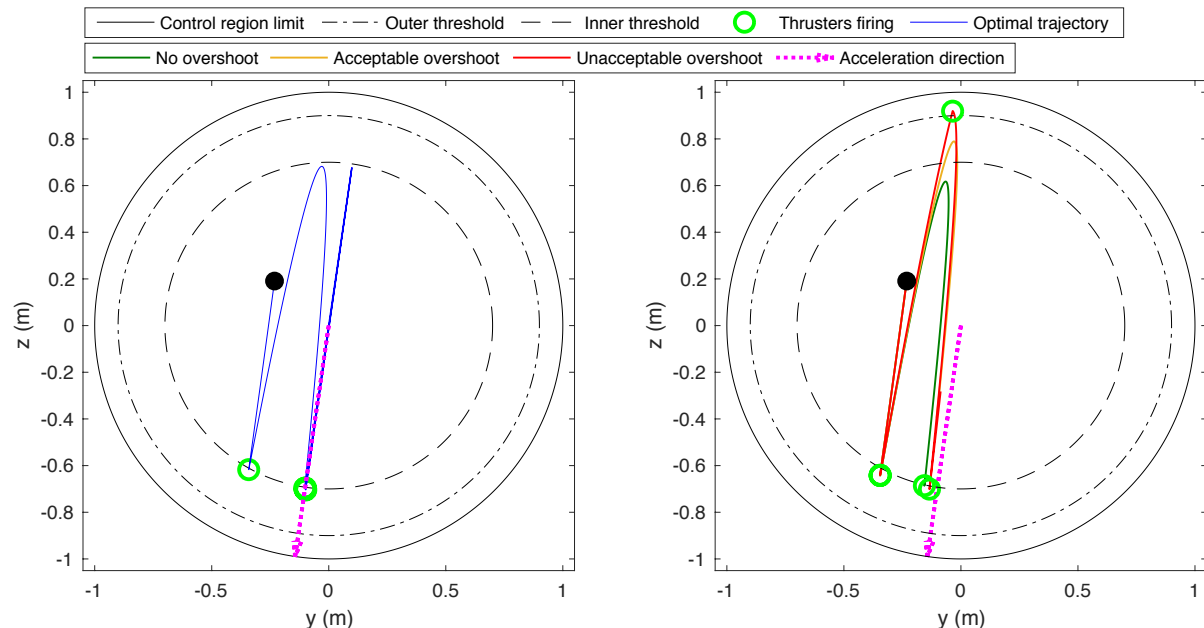 Control region limit Outer threshold Inner threshold Thrusters firing Optimal trajectory
No overshoot Acceptable overshoot Unacceptable overshoot Acceleration direction
1
0.8
0.6
0.4
0.2
0
-0.2
-0.4
-0.6
-0.8
-1
z (m)
-1 -0.5 0 0.5 1
y (m)
1
0.8
0.6
0.4
0.2
0
-0.2
-0.4
-0.6
-0.8
-1
z (m)
-1 -0.5 0 0.5 1
y (m)